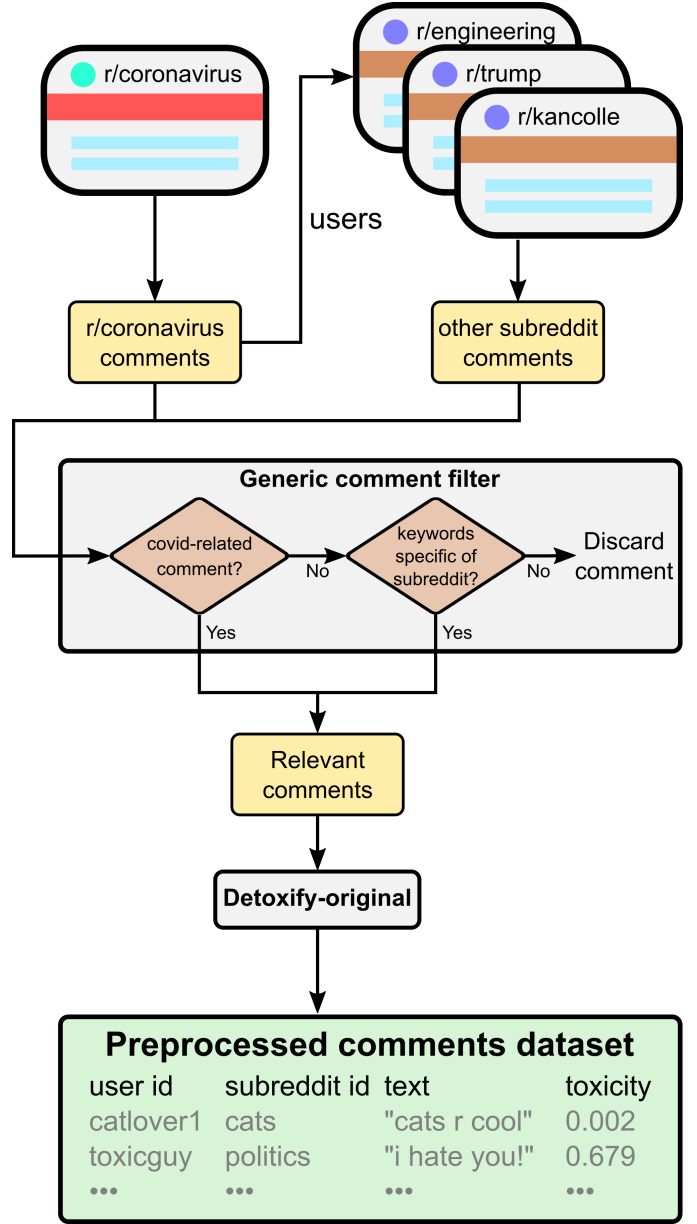 r/coronavirus
r/engineering
r/trump
r/kancolle
users
r/coronavirus
comments
other subreddit
comments
Generic comment filter
covid-related
comment?
No
keywords
specific of
subreddit?
No
Discard
comment
Yes
Yes
Relevant
comments
Detoxify-original
Preprocessed comments dataset
user id subreddit id text toxicity
catlover1 cats "cats r cool" 0.002
toxicguy politics "i hate you!" 0.679
••• ••• ••• •••